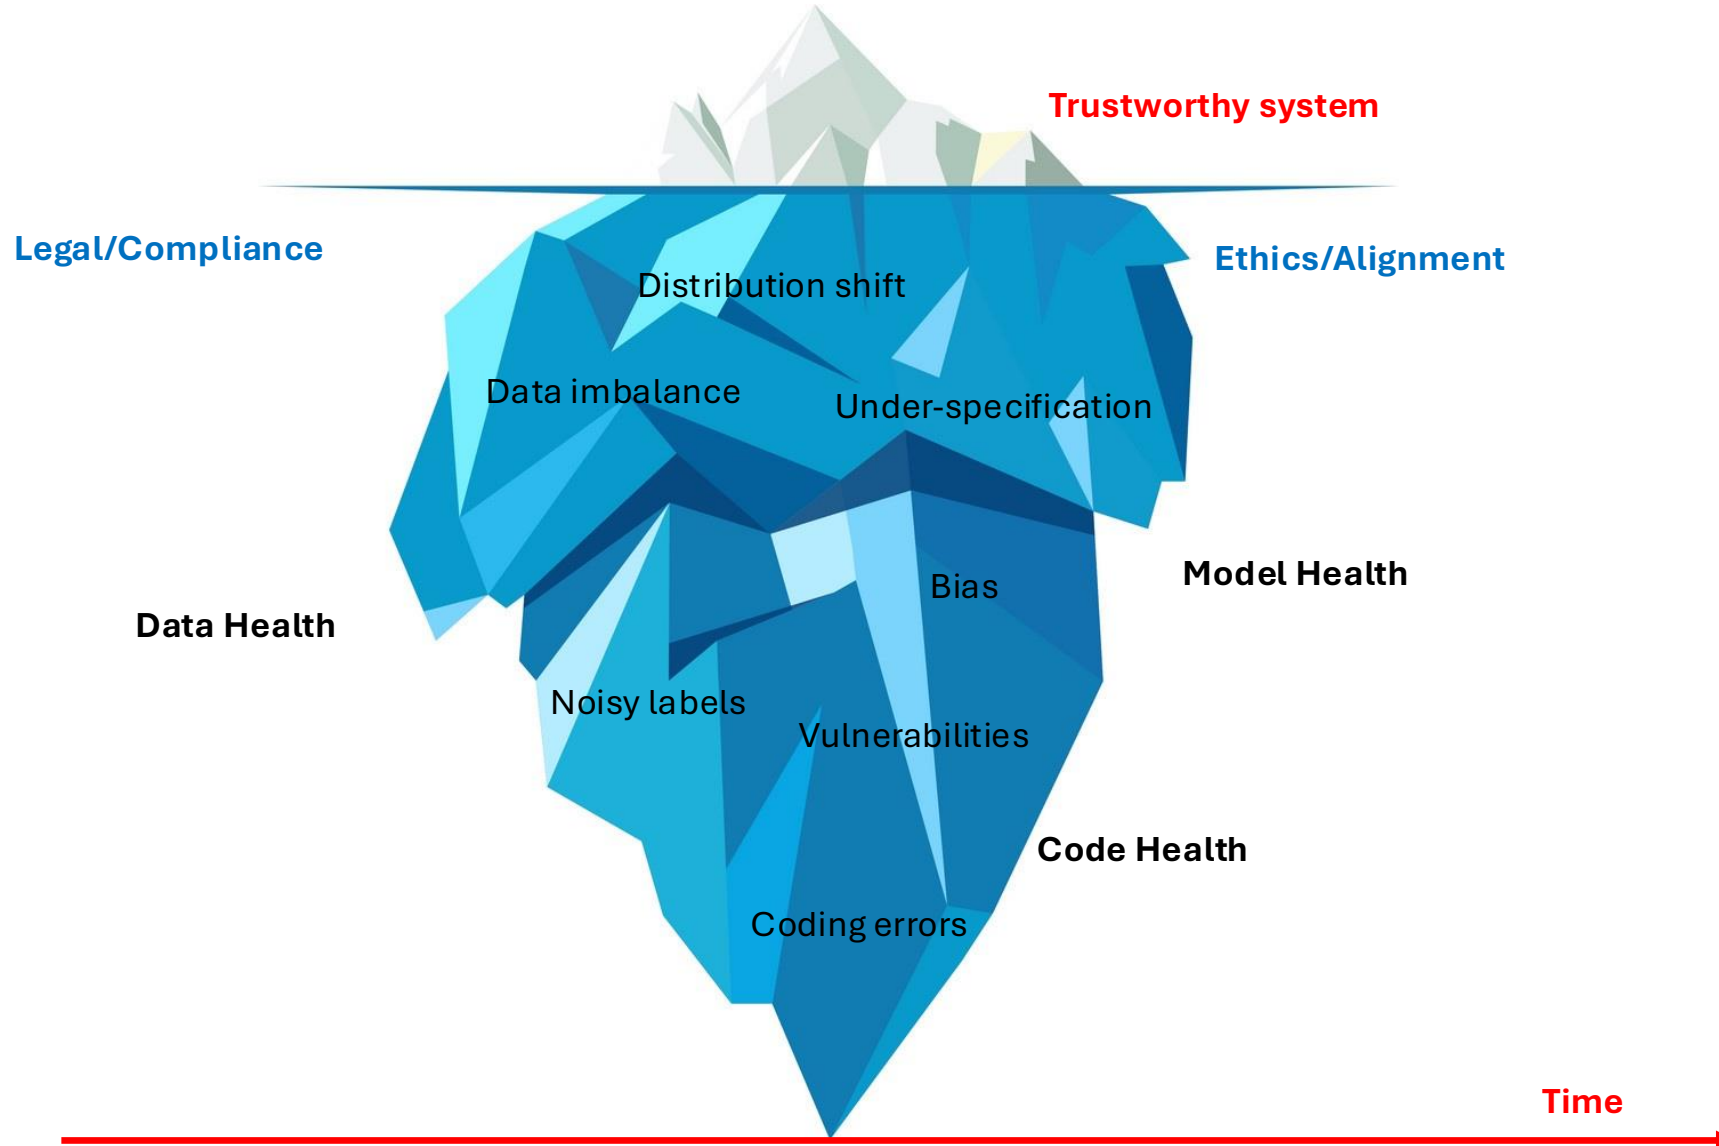 Trustworthy system
Legal/Compliance
Ethics/Alignment
Distribution shift
Data imbalance
Under-specification
Model Health
Bias
Data Health
Noisy labels
Vulnerabilities
Code Health
Coding errors
Time